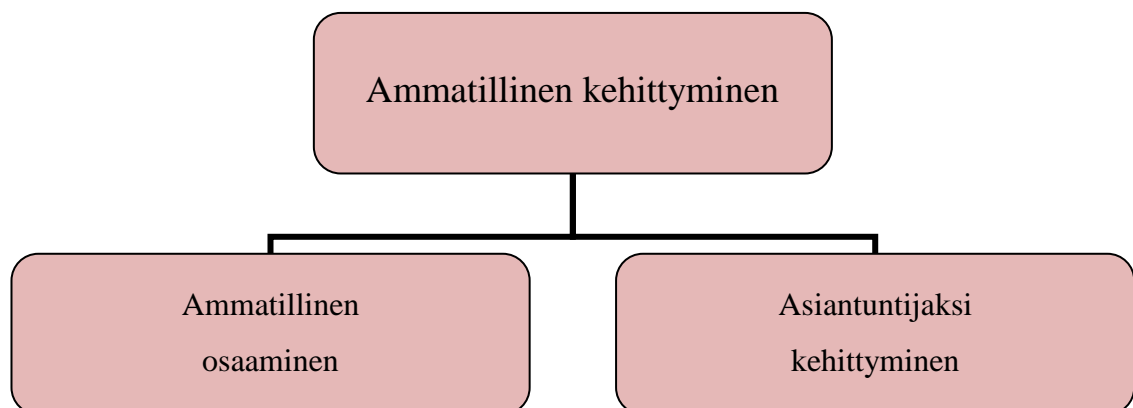 Ammatillinen kehittyminen
Ammatillinen
osaaminen
Asiantuntijaksi
kehittyminen